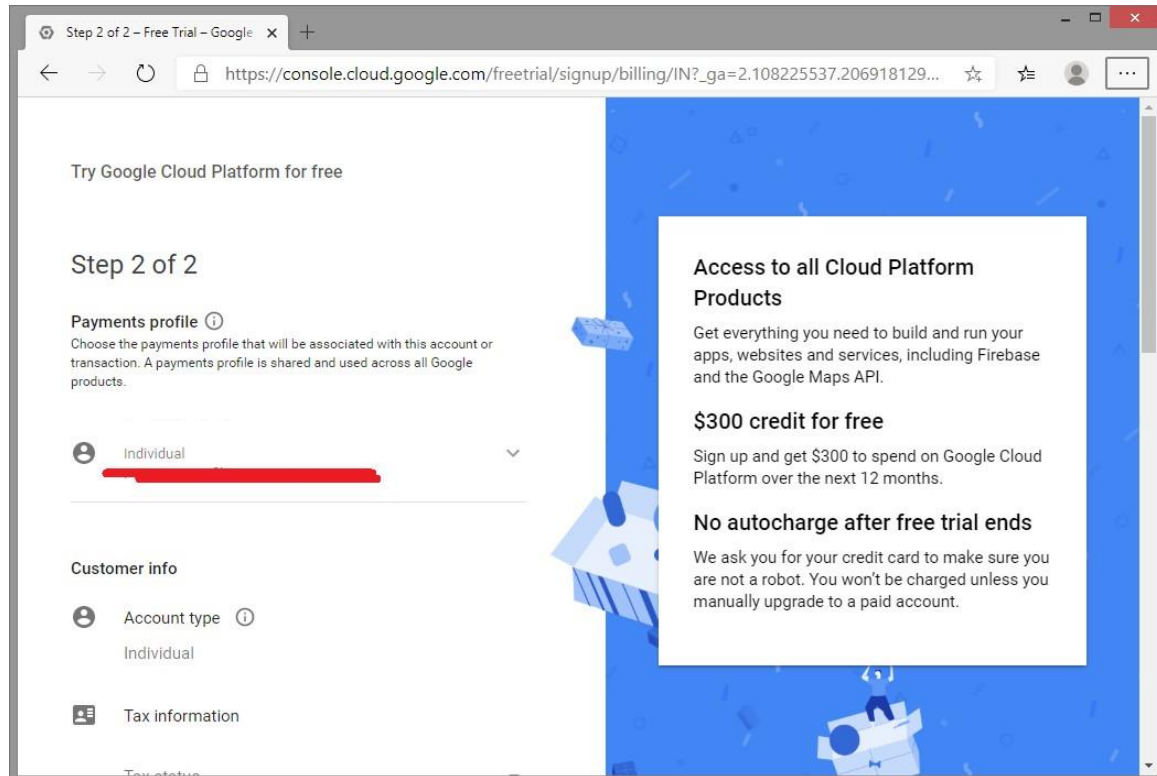 Step 2 of 2 – Free Trial – Google
https://console.cloud.google.com/freetrial/signup/billing/IN?_ga=2.108225537.206918129...
Try Google Cloud Platform for free
Step 2 of 2
Payments profile
Choose the payments profile that will be associated with this account or
transaction. A payments profile is shared and used across all Google
products.
Individual
Customer info
Account type
Individual
Tax information
Tax status
Access to all Cloud Platform
Products
Get everything you need to build and run your
apps, websites and services, including Firebase
and the Google Maps API.
$300 credit for free
Sign up and get $300 to spend on Google Cloud
Platform over the next 12 months.
No autocharge after free trial ends
We ask you for your credit card to make sure you
are not a robot. You won't be charged unless you
manually upgrade to a paid account.